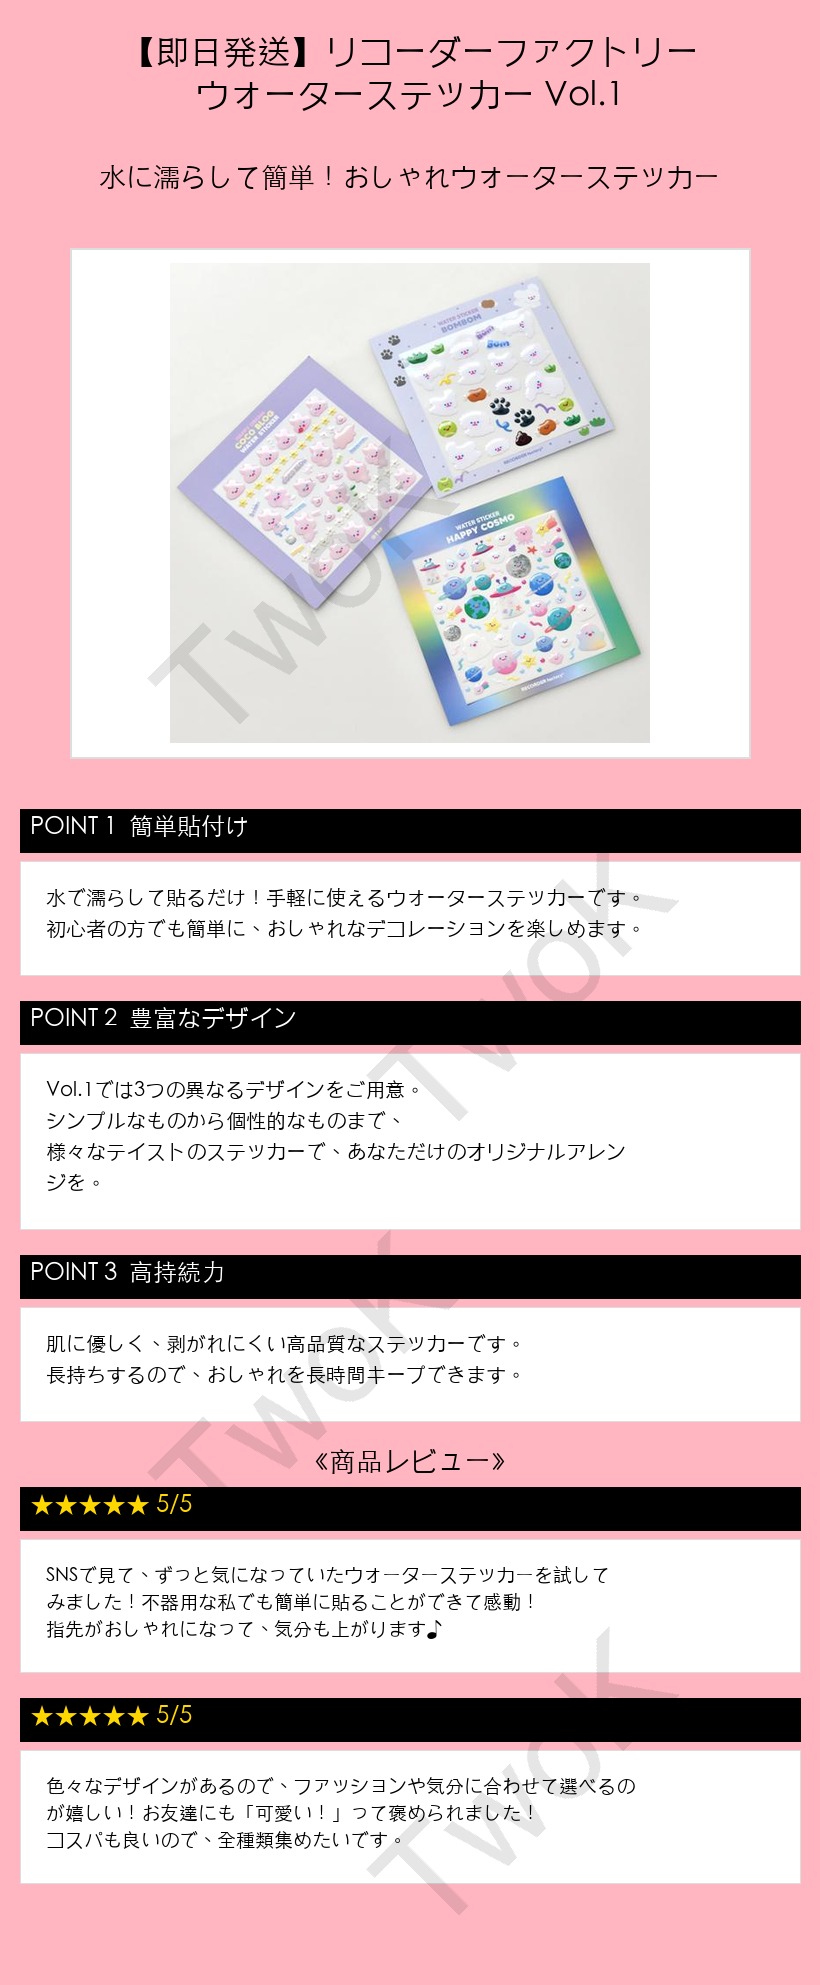 【即日発送】リコーダーファクトリー
ウォーターステッカー Vol.1
水に濡らして簡単！おしゃれウォーターステッカー
WATER STICKER
BOMBOM
Bom
COCO BLOG
WATER STICKER
RECORDER factory
WATER STICKER
HAPPY COSMO
RECORDER factory
TwoK
POINT 1 簡単貼付け
水で濡らして貼るだけ！手軽に使えるウォーターステッカーです。
初心者の方でも簡単に、おしゃれなデコレーションを楽しめます。
TwoK
POINT 2 豊富なデザイン
Vol.1では3つの異なるデザインをご用意。
シンプルなものから個性的なものまで、
様々なテイストのステッカーで、あなただけのオリジナルアレン
ジを。
POINT 3 高持続力
肌に優しく、剥がれにくい高品質なステッカーです。
長持ちするので、おしゃれを長時間キープできます。
TwoK
《商品レビュー》
★★★★★ 5/5
SNSで見て、ずっと気になっていたウォーターステッカーを試して
みました！不器用な私でも簡単に貼ることができて感動！
指先がおしゃれになって、気分も上がります♪
★★★★★ 5/5
色々なデザインがあるので、ファッションや気分に合わせて選べるの
が嬉しい！お友達にも「可愛い！」って褒められました！
コスパも良いので、全種類集めたいです。
TwoK